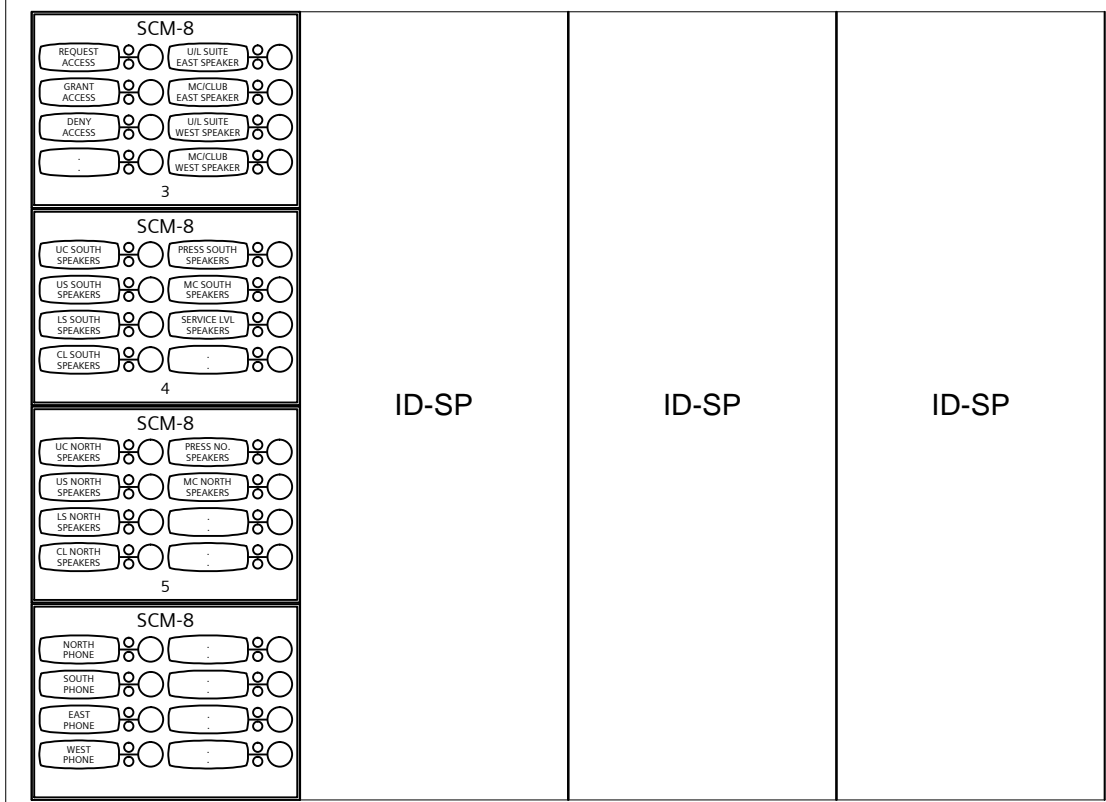 SCM-8
REQUEST
ACCESS
U/L SUITE
EAST SPEAKER
GRANT
ACCESS
MC/CLUB
EAST SPEAKER
DENY
ACCESS
U/L SUITE
WEST SPEAKER
.
.
MC/CLUB
WEST SPEAKER
3
SCM-8
UC SOUTH
SPEAKERS
PRESS SOUTH
SPEAKERS
US SOUTH
SPEAKERS
MC SOUTH
SPEAKERS
LS SOUTH
SPEAKERS
SERVICE LVL
SPEAKERS
CL SOUTH
SPEAKERS
.
.
4
SCM-8
UC NORTH
SPEAKERS
PRESS NO.
SPEAKERS
US NORTH
SPEAKERS
MC NORTH
SPEAKERS
LS NORTH
SPEAKERS
.
.
CL NORTH
SPEAKERS
.
.
5
SCM-8
NORTH
PHONE
.
.
SOUTH
PHONE
.
.
EAST
PHONE
.
.
WEST
PHONE
.
.
ID-SP
ID-SP
ID-SP